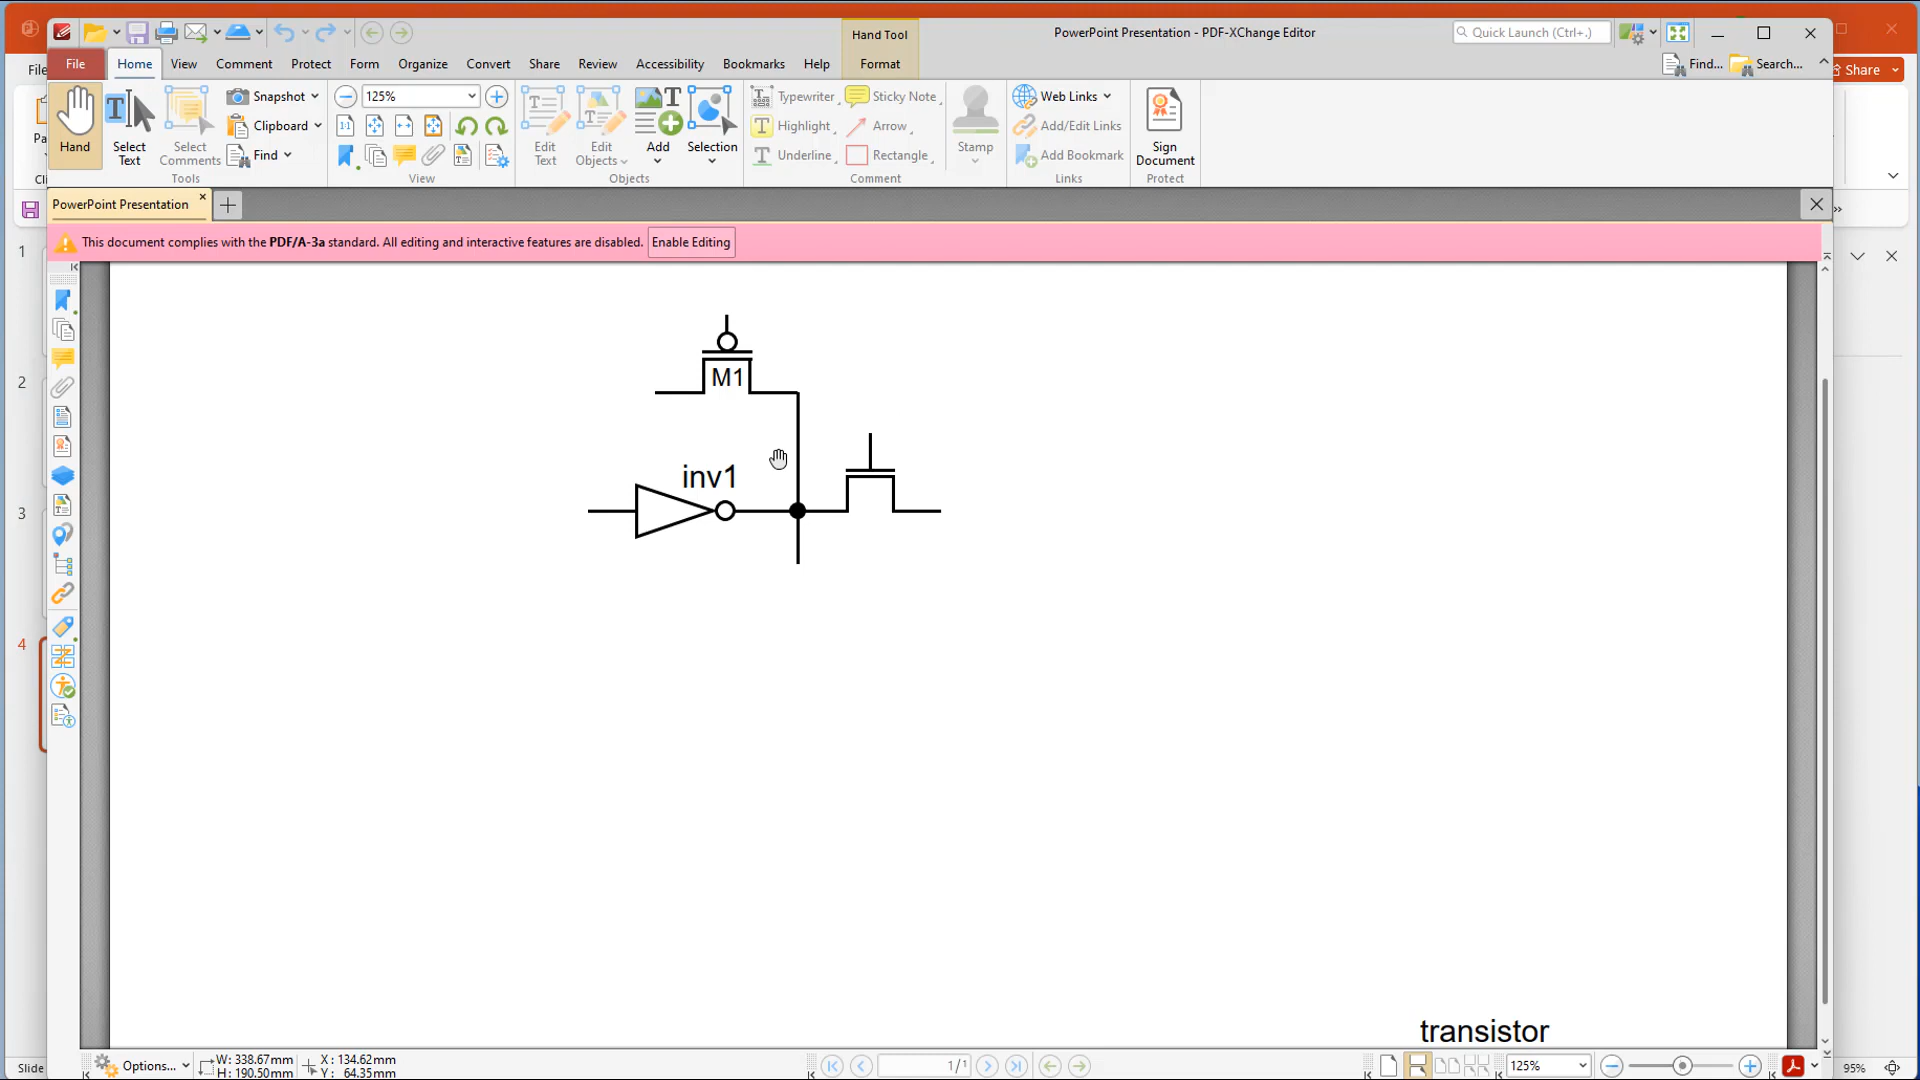 PowerPoint Presentation - PDF-XChange Editor
Hand Tool
Quick Launch (Ctrl+.)
File
Home
View
Comment
Protect
Form
Organize
Convert
Share
Review
Accessibility
Bookmarks
Help
Format
Find...
Search...
Share
Hand
Select Text
Select Comments
Tools
Snapshot
Clipboard
Find
125%
View
Edit Text
Edit Objects
Add
Selection
Objects
Typewriter
Highlight
Underline
Sticky Note
Arrow
Rectangle
Stamp
Comment
Web Links
Add/Edit Links
Add Bookmark
Links
Sign Document
Protect
PowerPoint Presentation
This document complies with the PDF/A-3a standard. All editing and interactive features are disabled.
Enable Editing
1
2
3
4
M1
inv1
transistor
Slide
Options...
W: 338.67mm
H: 190.50mm
X: 134.62mm
Y: 64.35mm
1/1
125%
95%